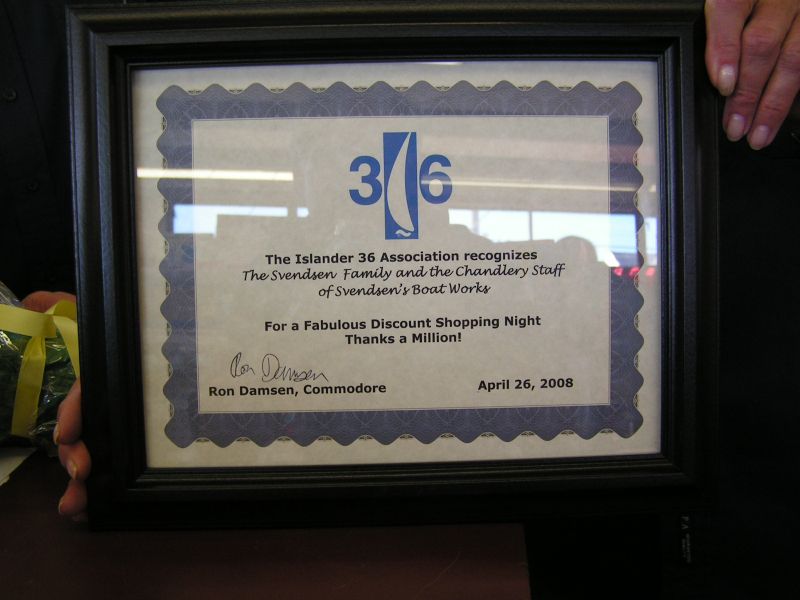 36
The Islander 36 Association recognizes
The Svendsen Family and the Chandlery Staff
of Svendsen's Boat Works
For a Fabulous Discount Shopping Night
Thanks a Million!
Ron Damsen
Ron Damsen, Commodore
April 26, 2008